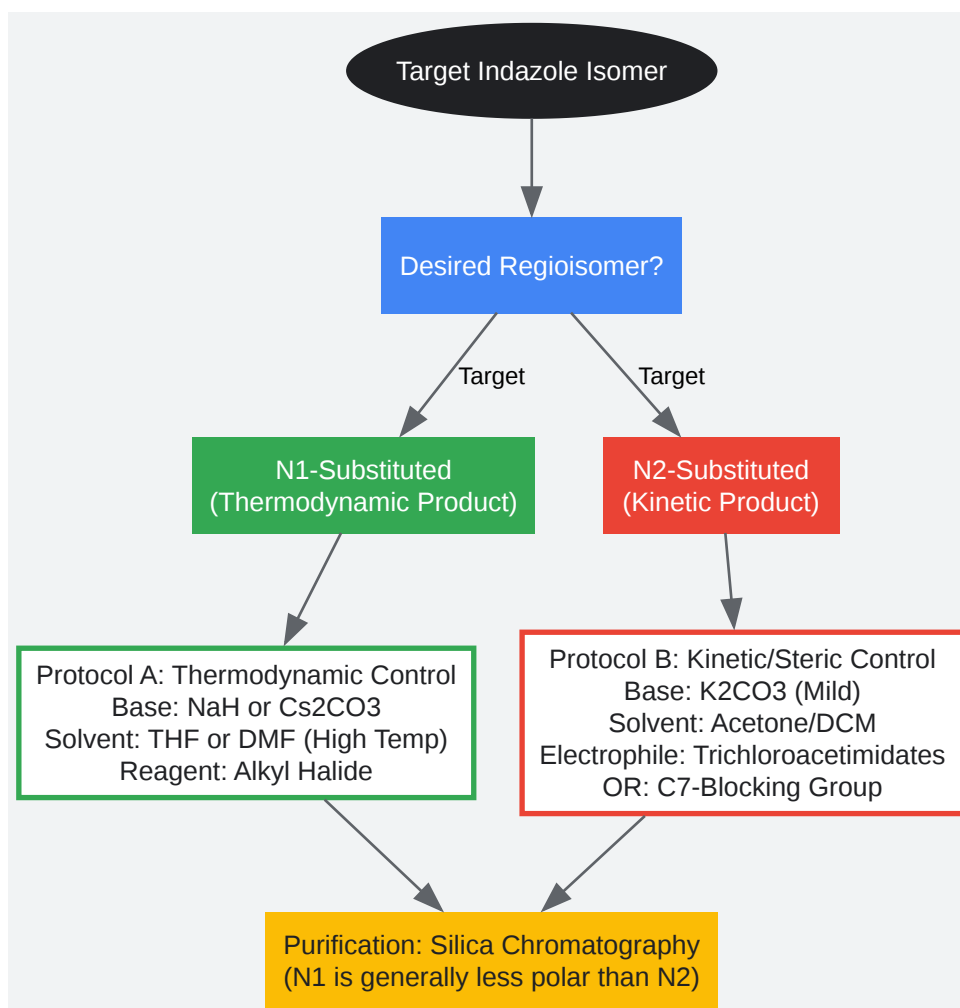 Target Indazole Isomer
Desired Regioisomer?
Target
Target
N1-Substituted
(Thermodynamic Product)
N2-Substituted
(Kinetic Product)
Protocol A: Thermodynamic Control
Base: NaH or Cs2CO3
Solvent: THF or DMF (High Temp)
Reagent: Alkyl Halide
Protocol B: Kinetic/Steric Control
Base: K2CO3 (Mild)
Solvent: Acetone/DCM
Electrophile: Trichloroacetimidates
OR: C7-Blocking Group
Purification: Silica Chromatography
(N1 is generally less polar than N2)